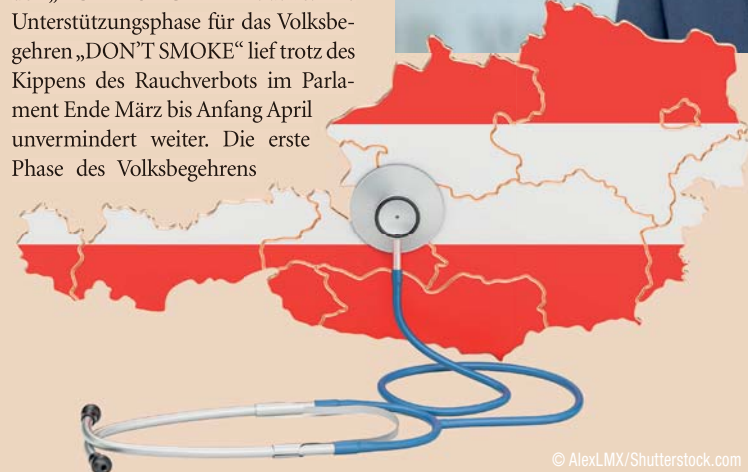 Unterstützungsphase für das Volksbe-
gehren „DON'T SMOKE“ lief trotz des
Kippens des Rauchverbots im Parla-
ment Ende März bis Anfang April
unvermindert weiter. Die erste
Phase des Volksbegehrens
© AlexLMX/Shutterstock.com